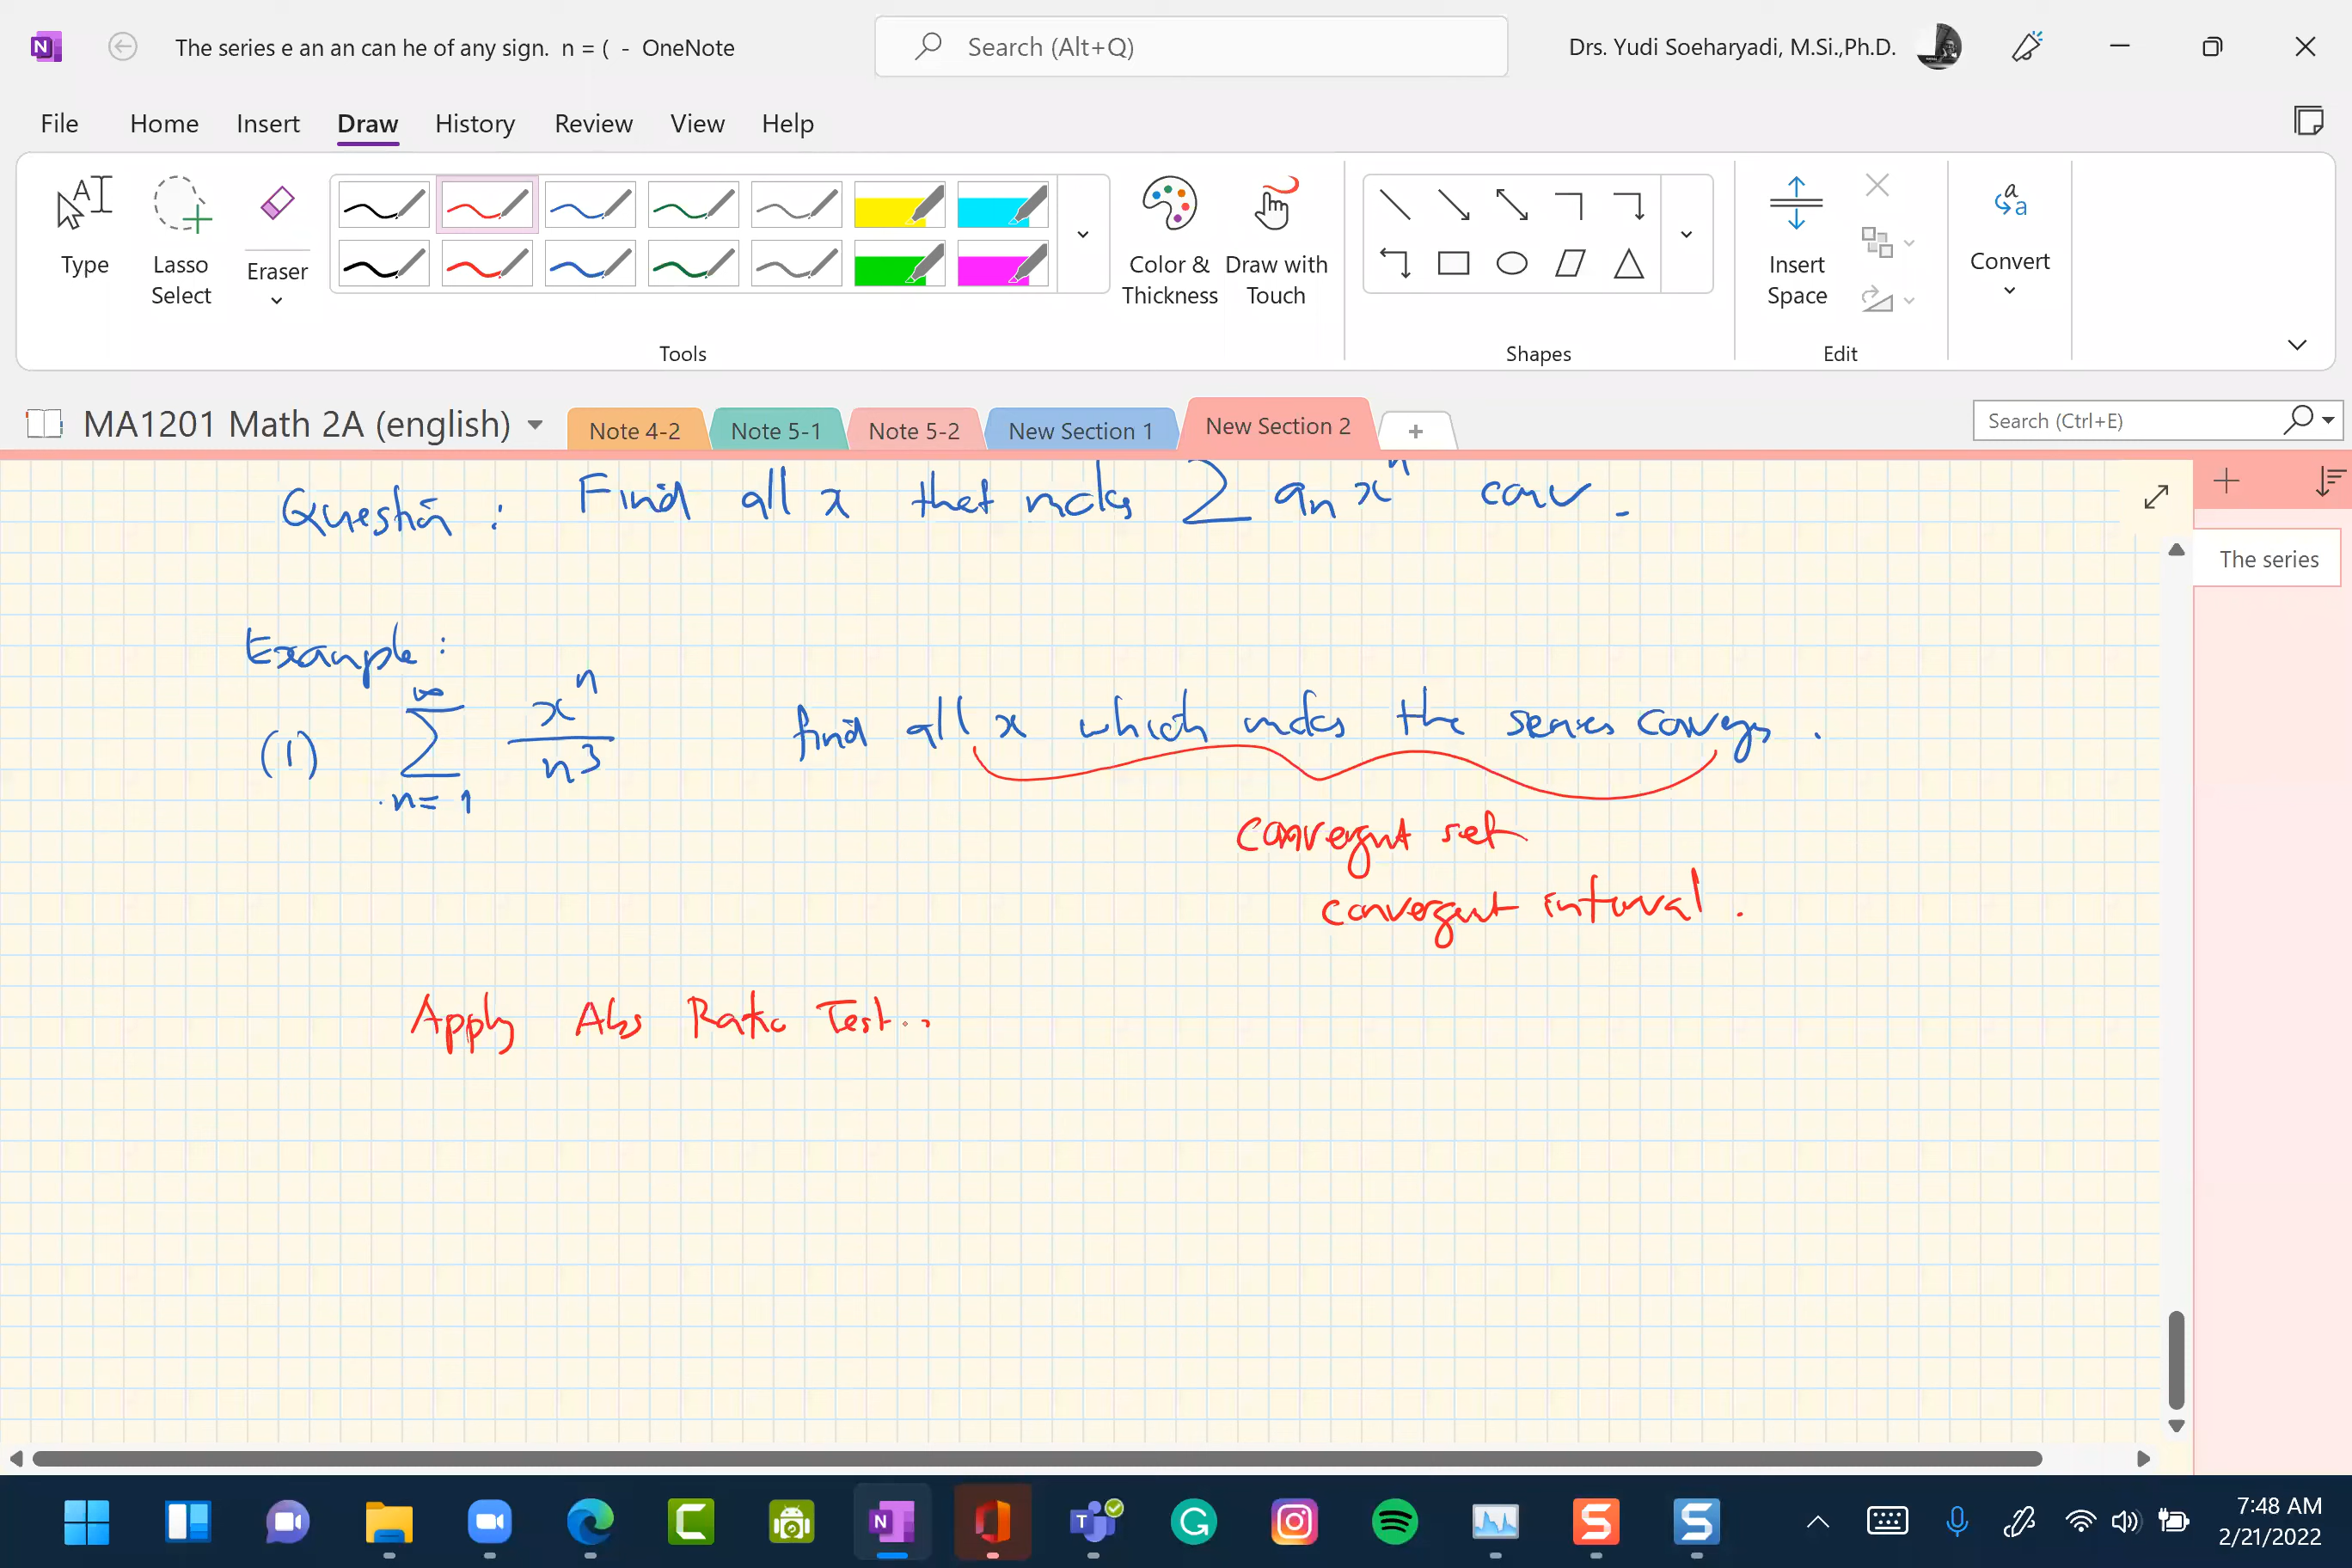 The series e an an can he of any sign. n = ( - OneNote
Search (Alt+Q)
Drs. Yudi Soeharyadi, M.Si.,Ph.D.
File Home Insert Draw History Review View Help
Type
Lasso Select
Eraser
Color & Thickness
Draw with Touch
Insert Space
Convert
Tools
Shapes
Edit
MA1201 Math 2A (english)
Note 4-2
Note 5-1
Note 5-2
New Section 1
New Section 2
Search (Ctrl+E)
The series
Question : Find all x that makes ∑ aₙ xⁿ conv.
Example :
(1) ∑_{n=1}^{∞} xⁿ/n³ find all x which makes the series converges.
convergent set
convergent interval.
Apply Abs Ratio Test..
7:48 AM
2/21/2022